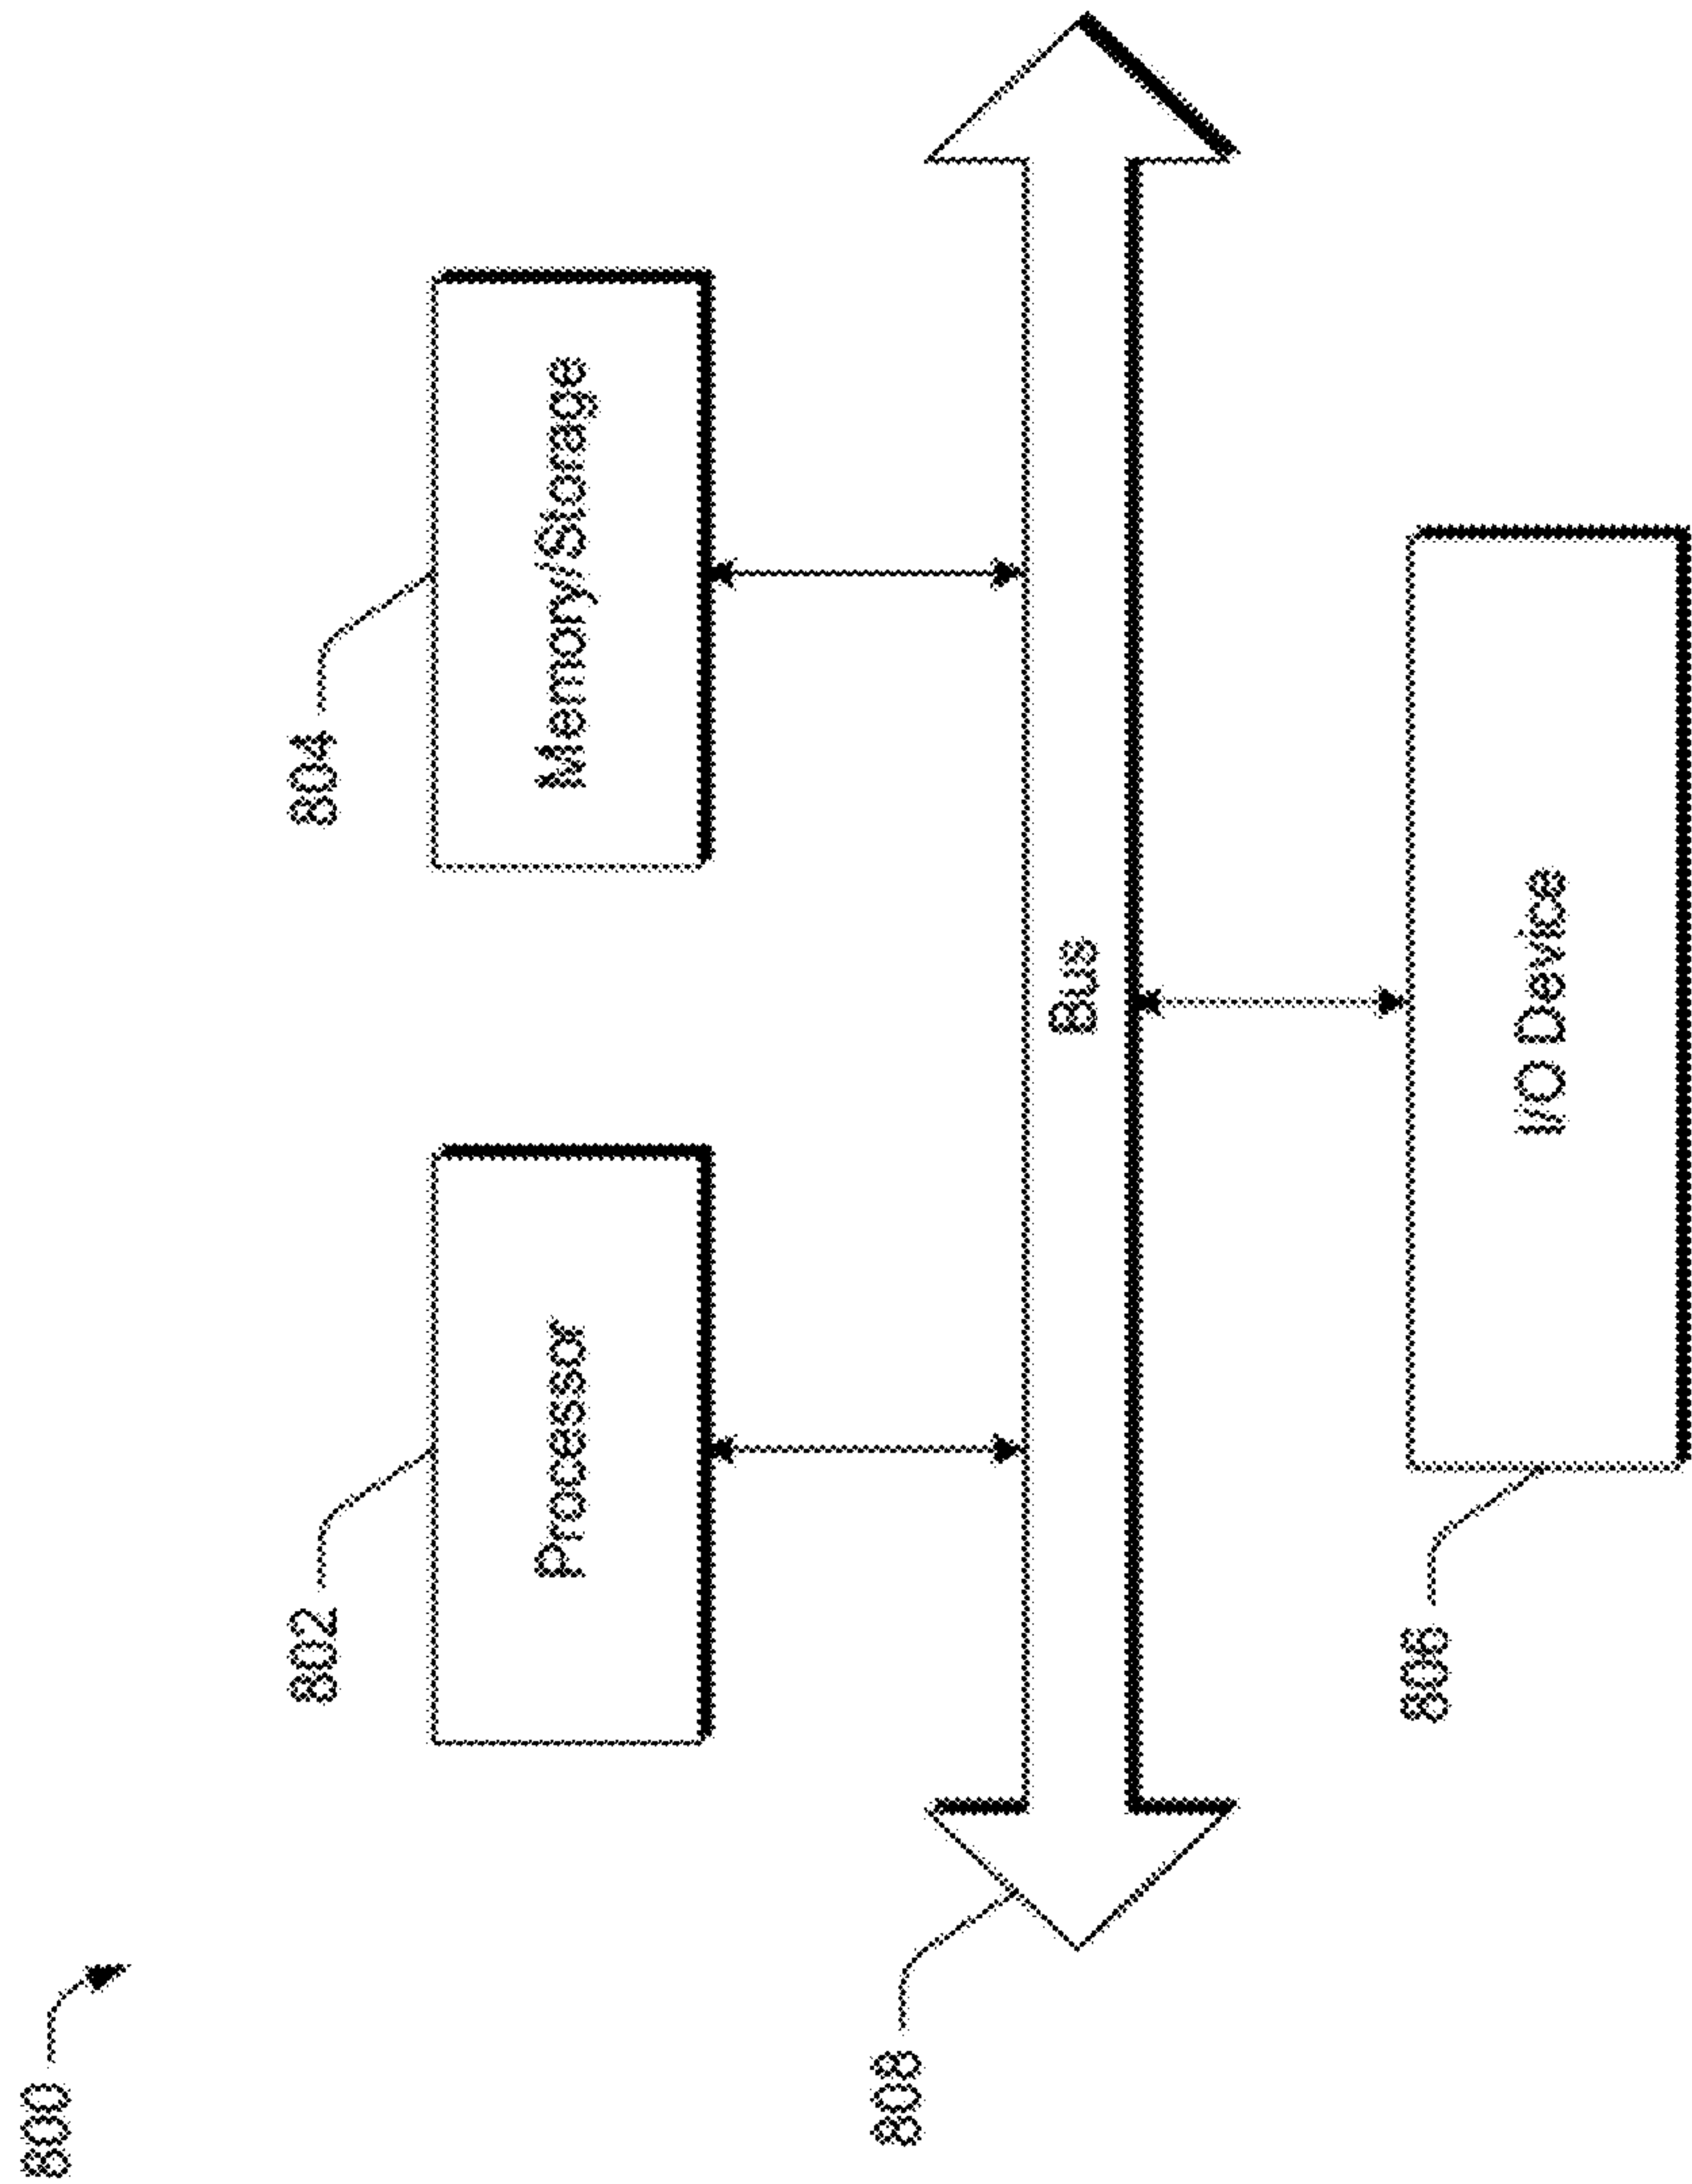 800
802
Processor
804
Memory/Storage
808
Bus
806
I/O Device